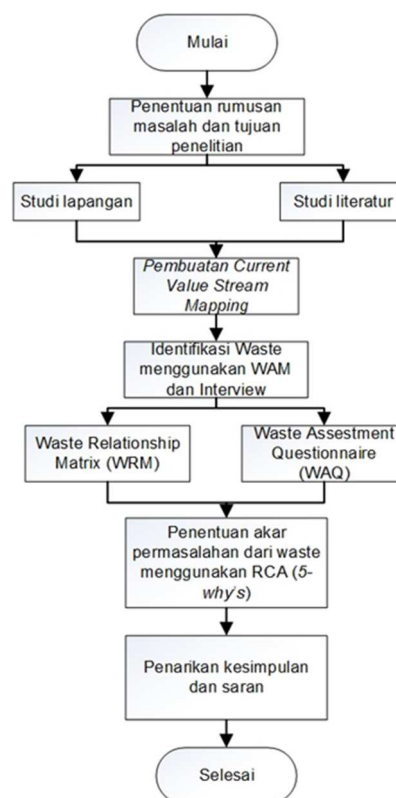 Mulai
Penentuan rumusan
masalah dan tujuan
penelitian
Studi lapangan
Studi literatur
Pembuatan Current
Value Stream
Mapping
Identifikasi Waste
menggunakan WAM
dan Interview
Waste Relationship
Matrix (WRM)
Waste Assestment
Questionnaire
(WAQ)
Penentuan akar
permasalahan dari waste
menggunakan RCA (5-
why's)
Penarikan kesimpulan
dan saran
Selesai